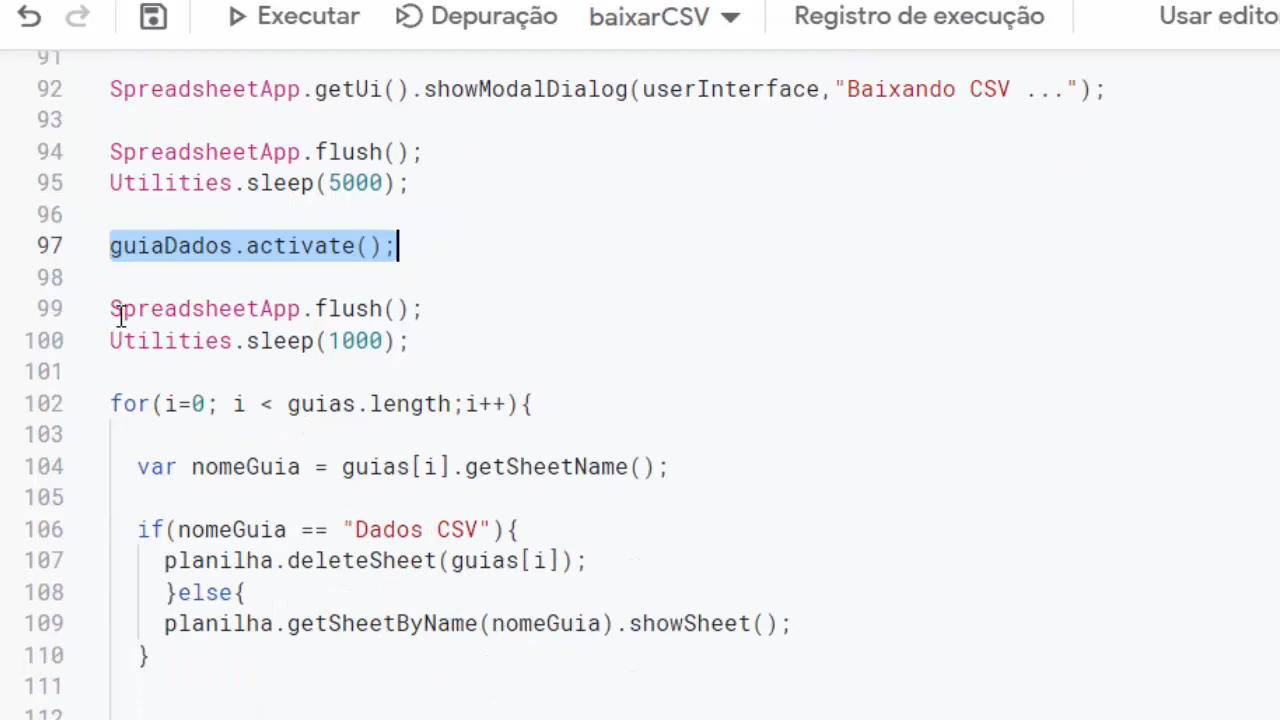 Executar Depuração baixarCSV Registro de execução Usar edito
91
92 SpreadsheetApp.getUi().showModalDialog(userInterface,"Baixando CSV ...");
93
94 SpreadsheetApp.flush();
95 Utilities.sleep(5000);
96
97 guiaDados.activate();
98
99 SpreadsheetApp.flush();
100 Utilities.sleep(1000);
101
102 for(i=0; i < guias.length;i++){
103
104 var nomeGuia = guias[i].getSheetName();
105
106 if(nomeGuia == "Dados CSV"){
107 planilha.deleteSheet(guias[i]);
108 }else{
109 planilha.getSheetByName(nomeGuia).showSheet();
110 }
111
112